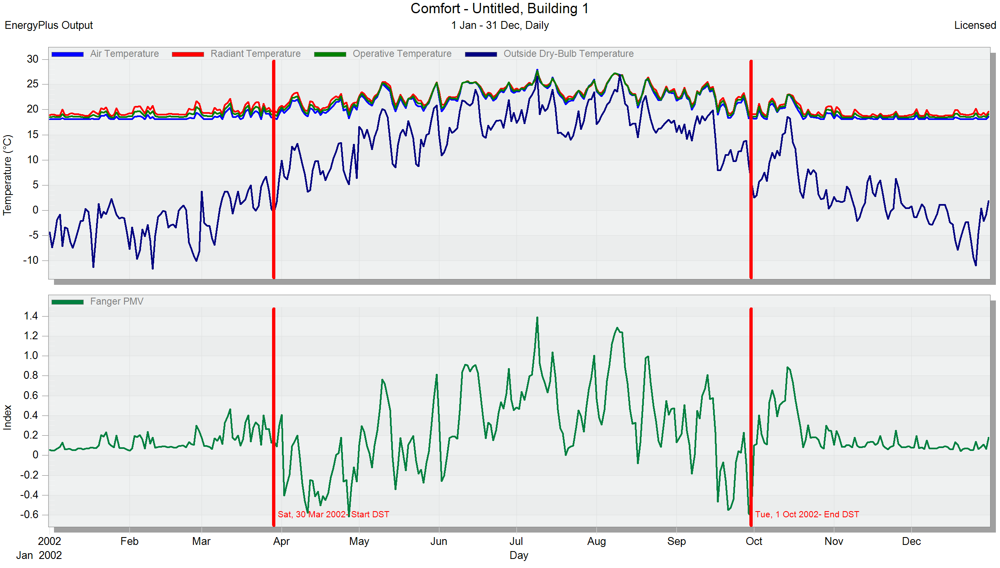 Comfort - Untitled, Building 1
EnergyPlus Output
1 Jan - 31 Dec, Daily
Licensed
Air Temperature
Radiant Temperature
Operative Temperature
Outside Dry-Bulb Temperature
30
25
20
15
10
5
0
-5
-10
Temperature (°C)
Fanger PMV
1.4
1.2
1.0
0.8
0.6
0.4
0.2
0
-0.2
-0.4
-0.6
Index
Sat, 30 Mar 2002- Start DST
Tue, 1 Oct 2002- End DST
2002 Feb Mar Apr May Jun Jul Aug Sep Oct Nov Dec
Jan 2002
Day